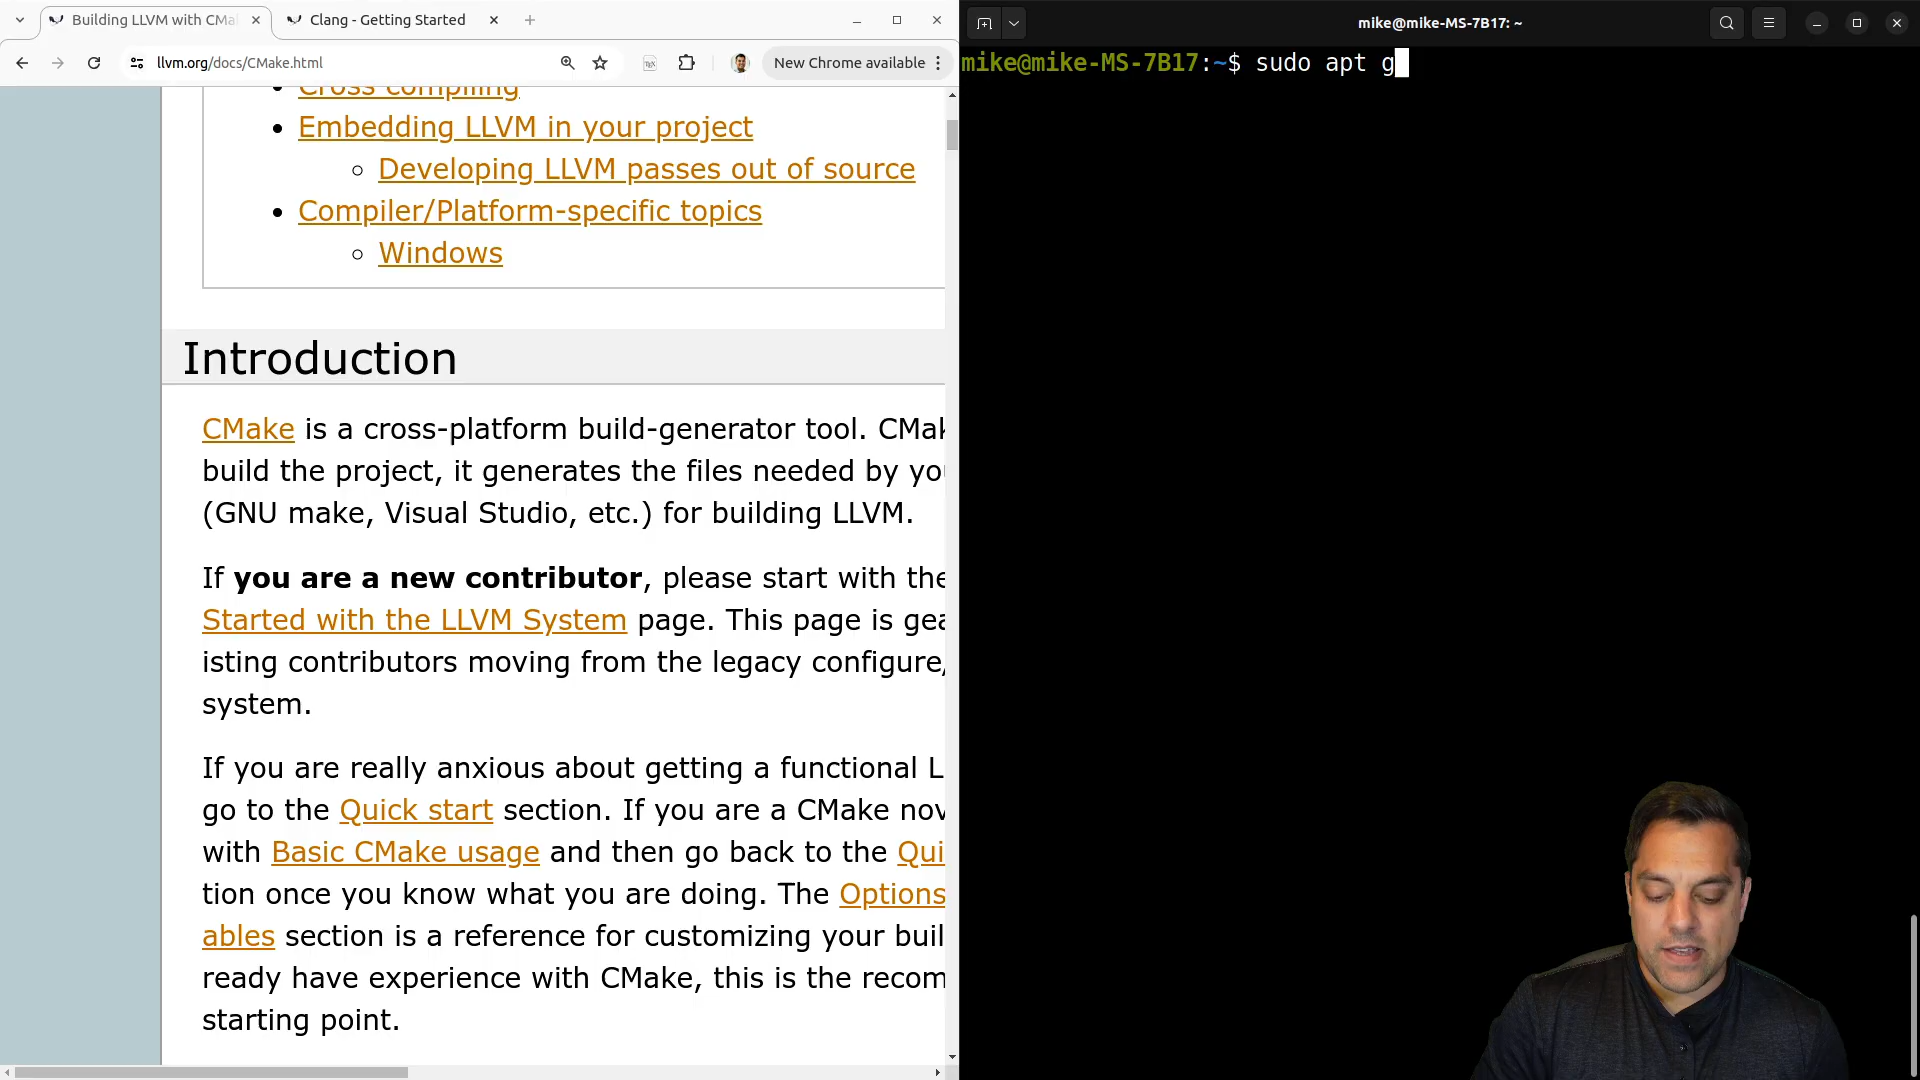 Building LLVM with CMa
Clang - Getting Started
llvm.org/docs/CMake.html
New Chrome available
Cross compiling
Embedding LLVM in your project
Developing LLVM passes out of source
Compiler/Platform-specific topics
Windows
Introduction
CMake is a cross-platform build-generator tool. CMak
build the project, it generates the files needed by yo
(GNU make, Visual Studio, etc.) for building LLVM.
If you are a new contributor, please start with the
Started with the LLVM System page. This page is gea
isting contributors moving from the legacy configure/
system.
If you are really anxious about getting a functional L
go to the Quick start section. If you are a CMake nov
with Basic CMake usage and then go back to the Qui
tion once you know what you are doing. The Options
ables section is a reference for customizing your buil
ready have experience with CMake, this is the recom
starting point.
mike@mike-MS-7B17: ~
mike@mike-MS-7B17:~$ sudo apt g